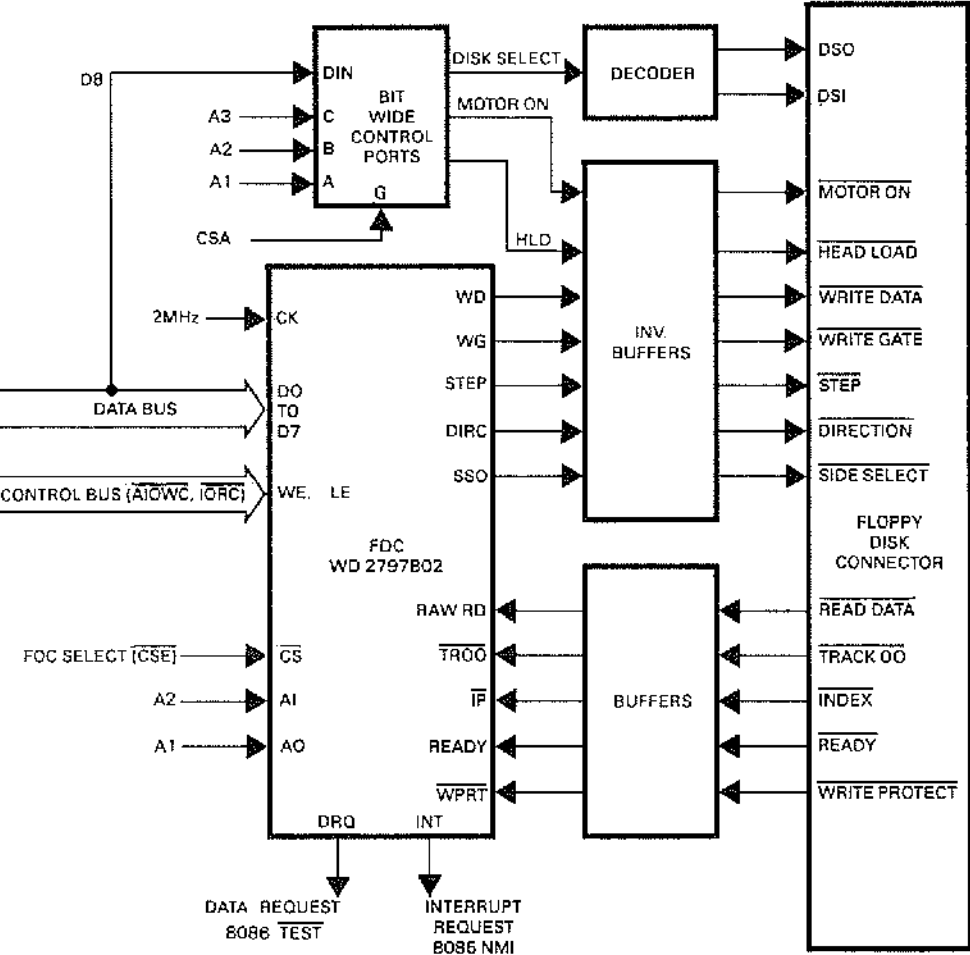 D8
DIN
C
B
A
G
A3
A2
A1
CSA
BIT
WIDE
CONTROL
PORTS
DISK SELECT
MOTOR ON
HLD
DECODER
DSO
DSI
INV.
BUFFERS
MOTOR ON
HEAD LOAD
WRITE DATA
WRITE GATE
STEP
DIRECTION
SIDE SELECT
FLOPPY
DISK
CONNECTOR
READ DATA
TRACK OO
INDEX
READY
WRITE PROTECT
BUFFERS
2MHz
CK
DATA BUS
DO
TO
D7
CONTROL BUS (AIOWC, IORC)
WE, LE
FDC
WD 2797B02
WD
WG
STEP
DIRC
SSO
RAW RD
TROO
IP
READY
WPRT
FOC SELECT (CSE)
CS
A2
AI
A1
AO
DRQ
INT
DATA REQUEST
8086 TEST
INTERRUPT
REQUEST
8086 NMI